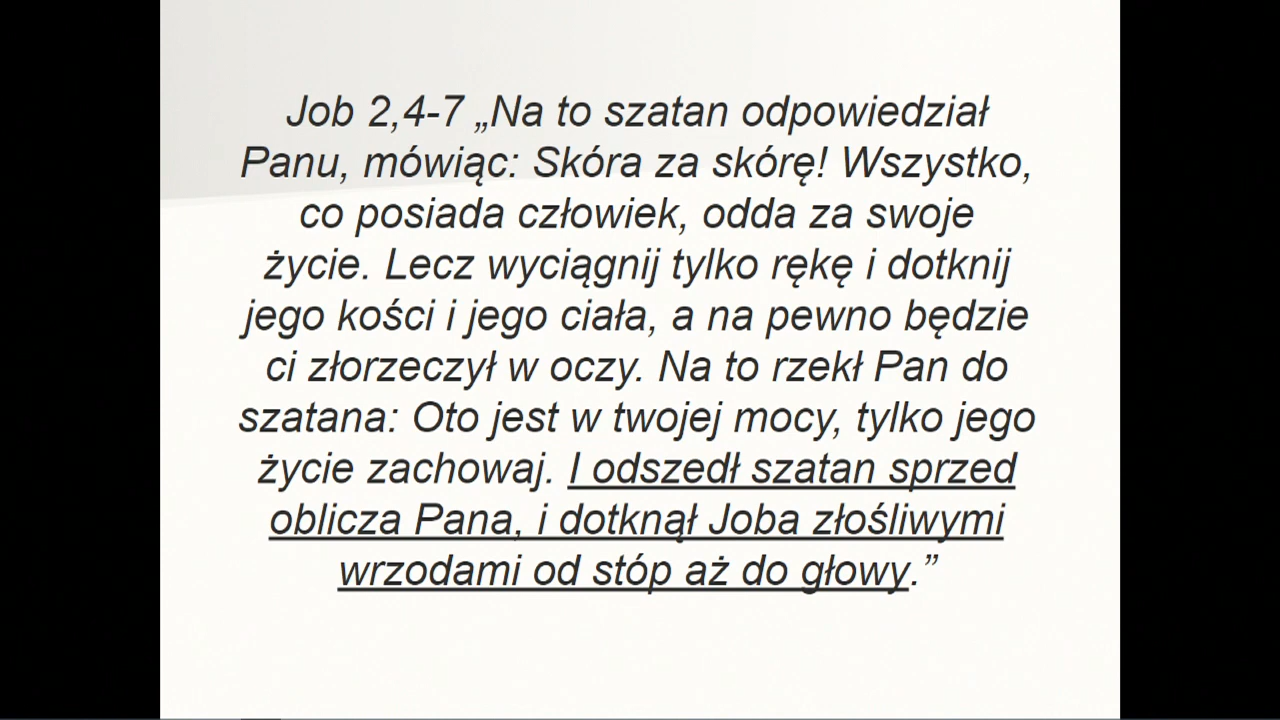 Job 2,4-7 „Na to szatan odpowiedział
Panu, mówiąc: Skóra za skórę! Wszystko,
co posiada człowiek, odda za swoje
życie. Lecz wyciągnij tylko rękę i dotknij
jego kości i jego ciała, a na pewno będzie
ci złorzeczył w oczy. Na to rzekł Pan do
szatana: Oto jest w twojej mocy, tylko jego
życie zachowaj. I odszedł szatan sprzed
oblicza Pana, i dotknął Joba złośliwymi
wrzodami od stóp aż do głowy.”